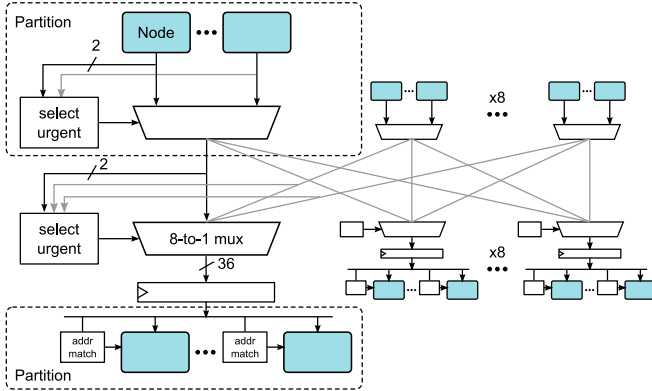 Partition
Node
2
select
urgent
x8
2
select
urgent
8-to-1 mux
36
x8
addr
match
addr
match
Partition